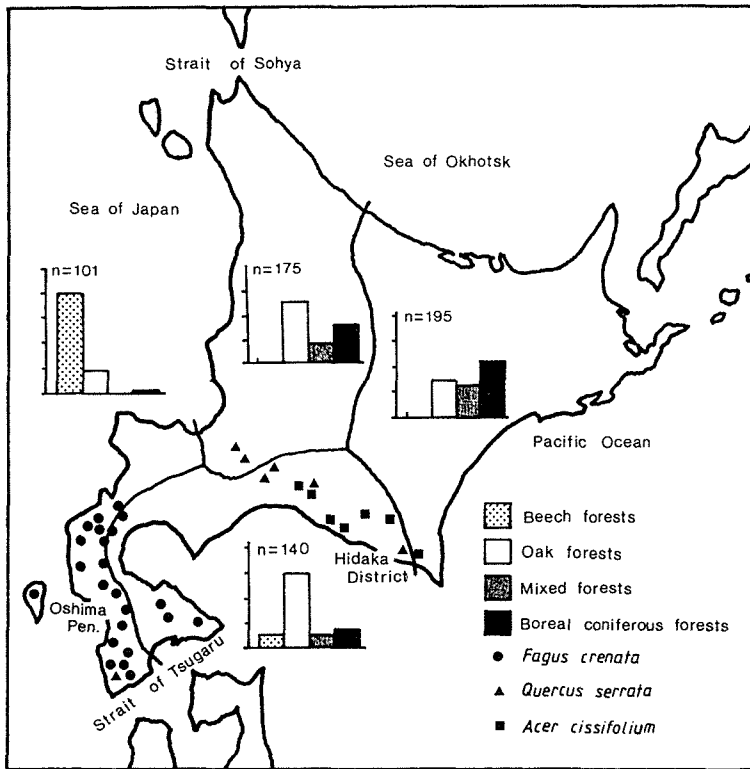 Strait of Sohya
Sea of Okhotsk
Sea of Japan
n=101
n=175
n=195
Pacific Ocean
n=140
Hidaka
District
Oshima
Pen.
Strait of Tsugaru
Beech forests
Oak forests
Mixed forests
Boreal coniferous forests
Fagus crenata
Quercus serrata
Acer cissifolium